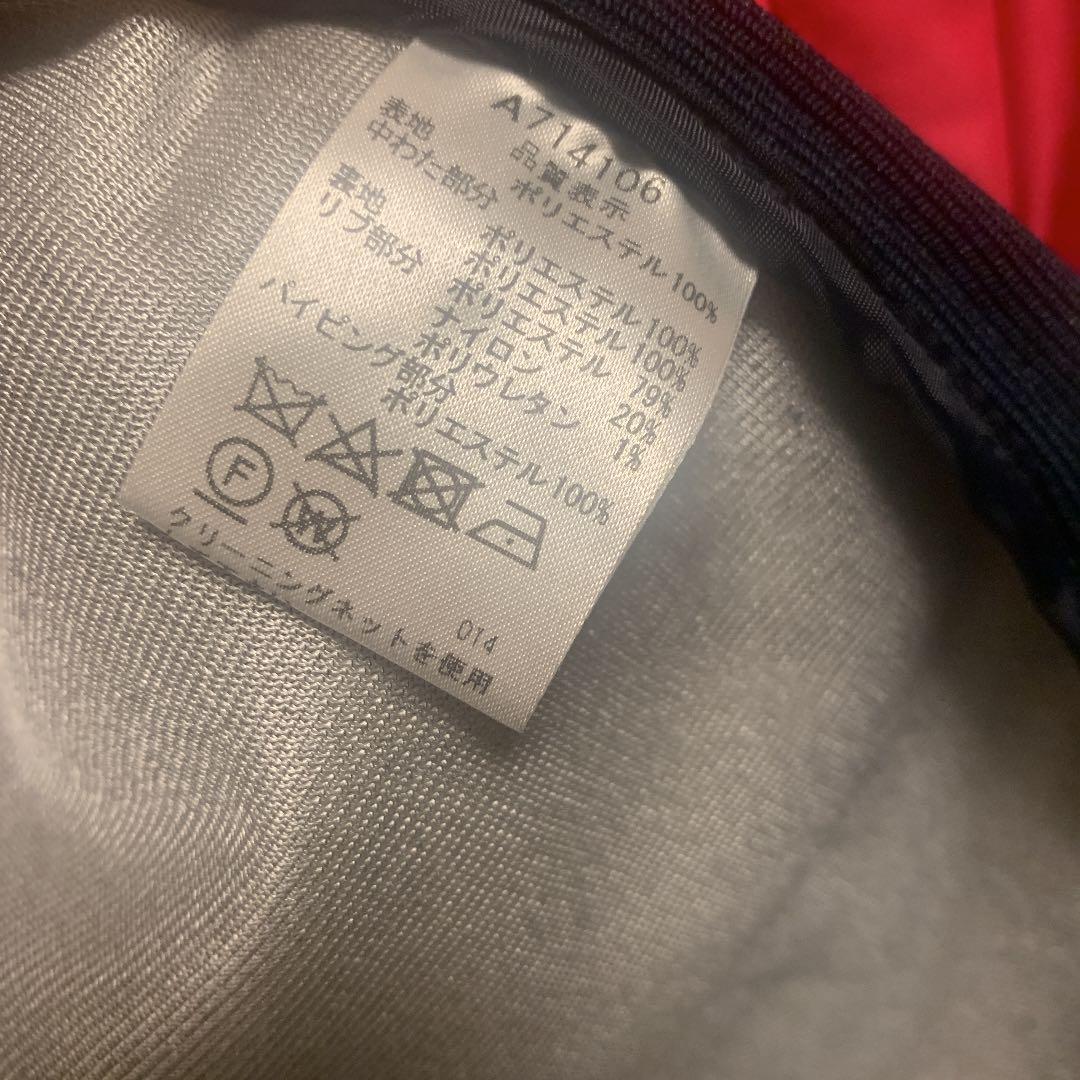 A714106
品質表示
表地 ポリエステル100%
中わた部分 ポリエステル100%
裏地 ポリエステル100%
リブ部分 ポリエステル 79%
ナイロン 20%
ポリウレタン 1%
パイピング部分
ポリエステル100%
F W
014
クリーニングネットを使用